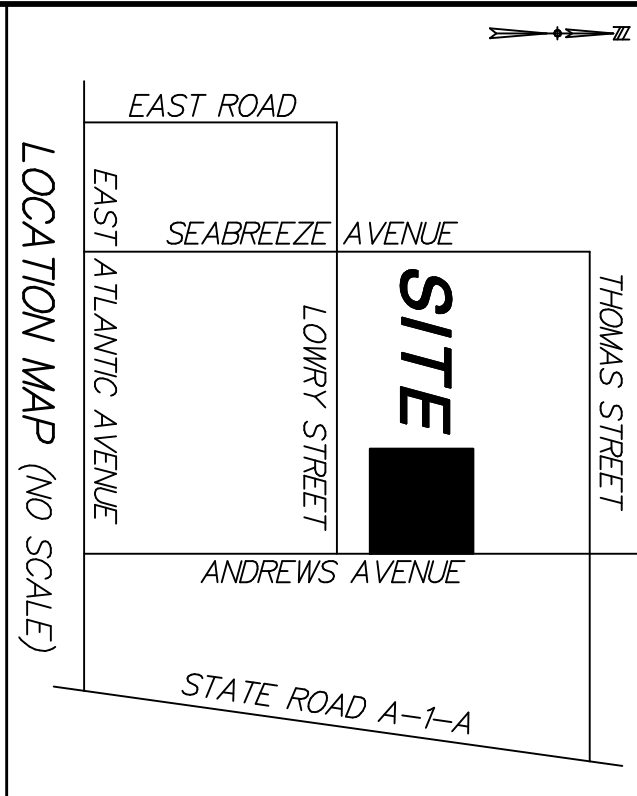 N
EAST ROAD
SEABREEZE AVENUE
EAST ATLANTIC AVENUE
LOWRY STREET
THOMAS STREET
SITE
ANDREWS AVENUE
STATE ROAD A-1-A
LOCATION MAP (NO SCALE)